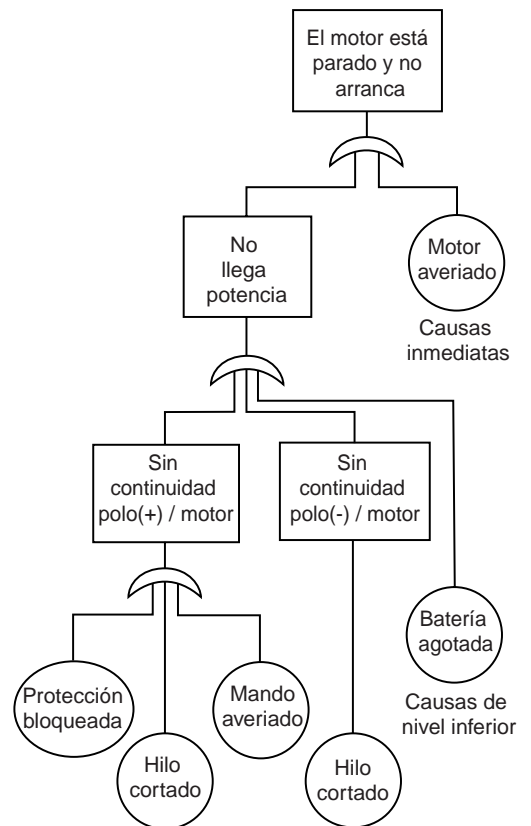 El motor está
parado y no
arranca
No
llega
potencia
Motor
averiado
Causas
inmediatas
Sin
continuidad
polo(+) / motor
Sin
continuidad
polo(-) / motor
Batería
agotada
Causas de
nivel inferior
Protección
bloqueada
Mando
averiado
Hilo
cortado
Hilo
cortado